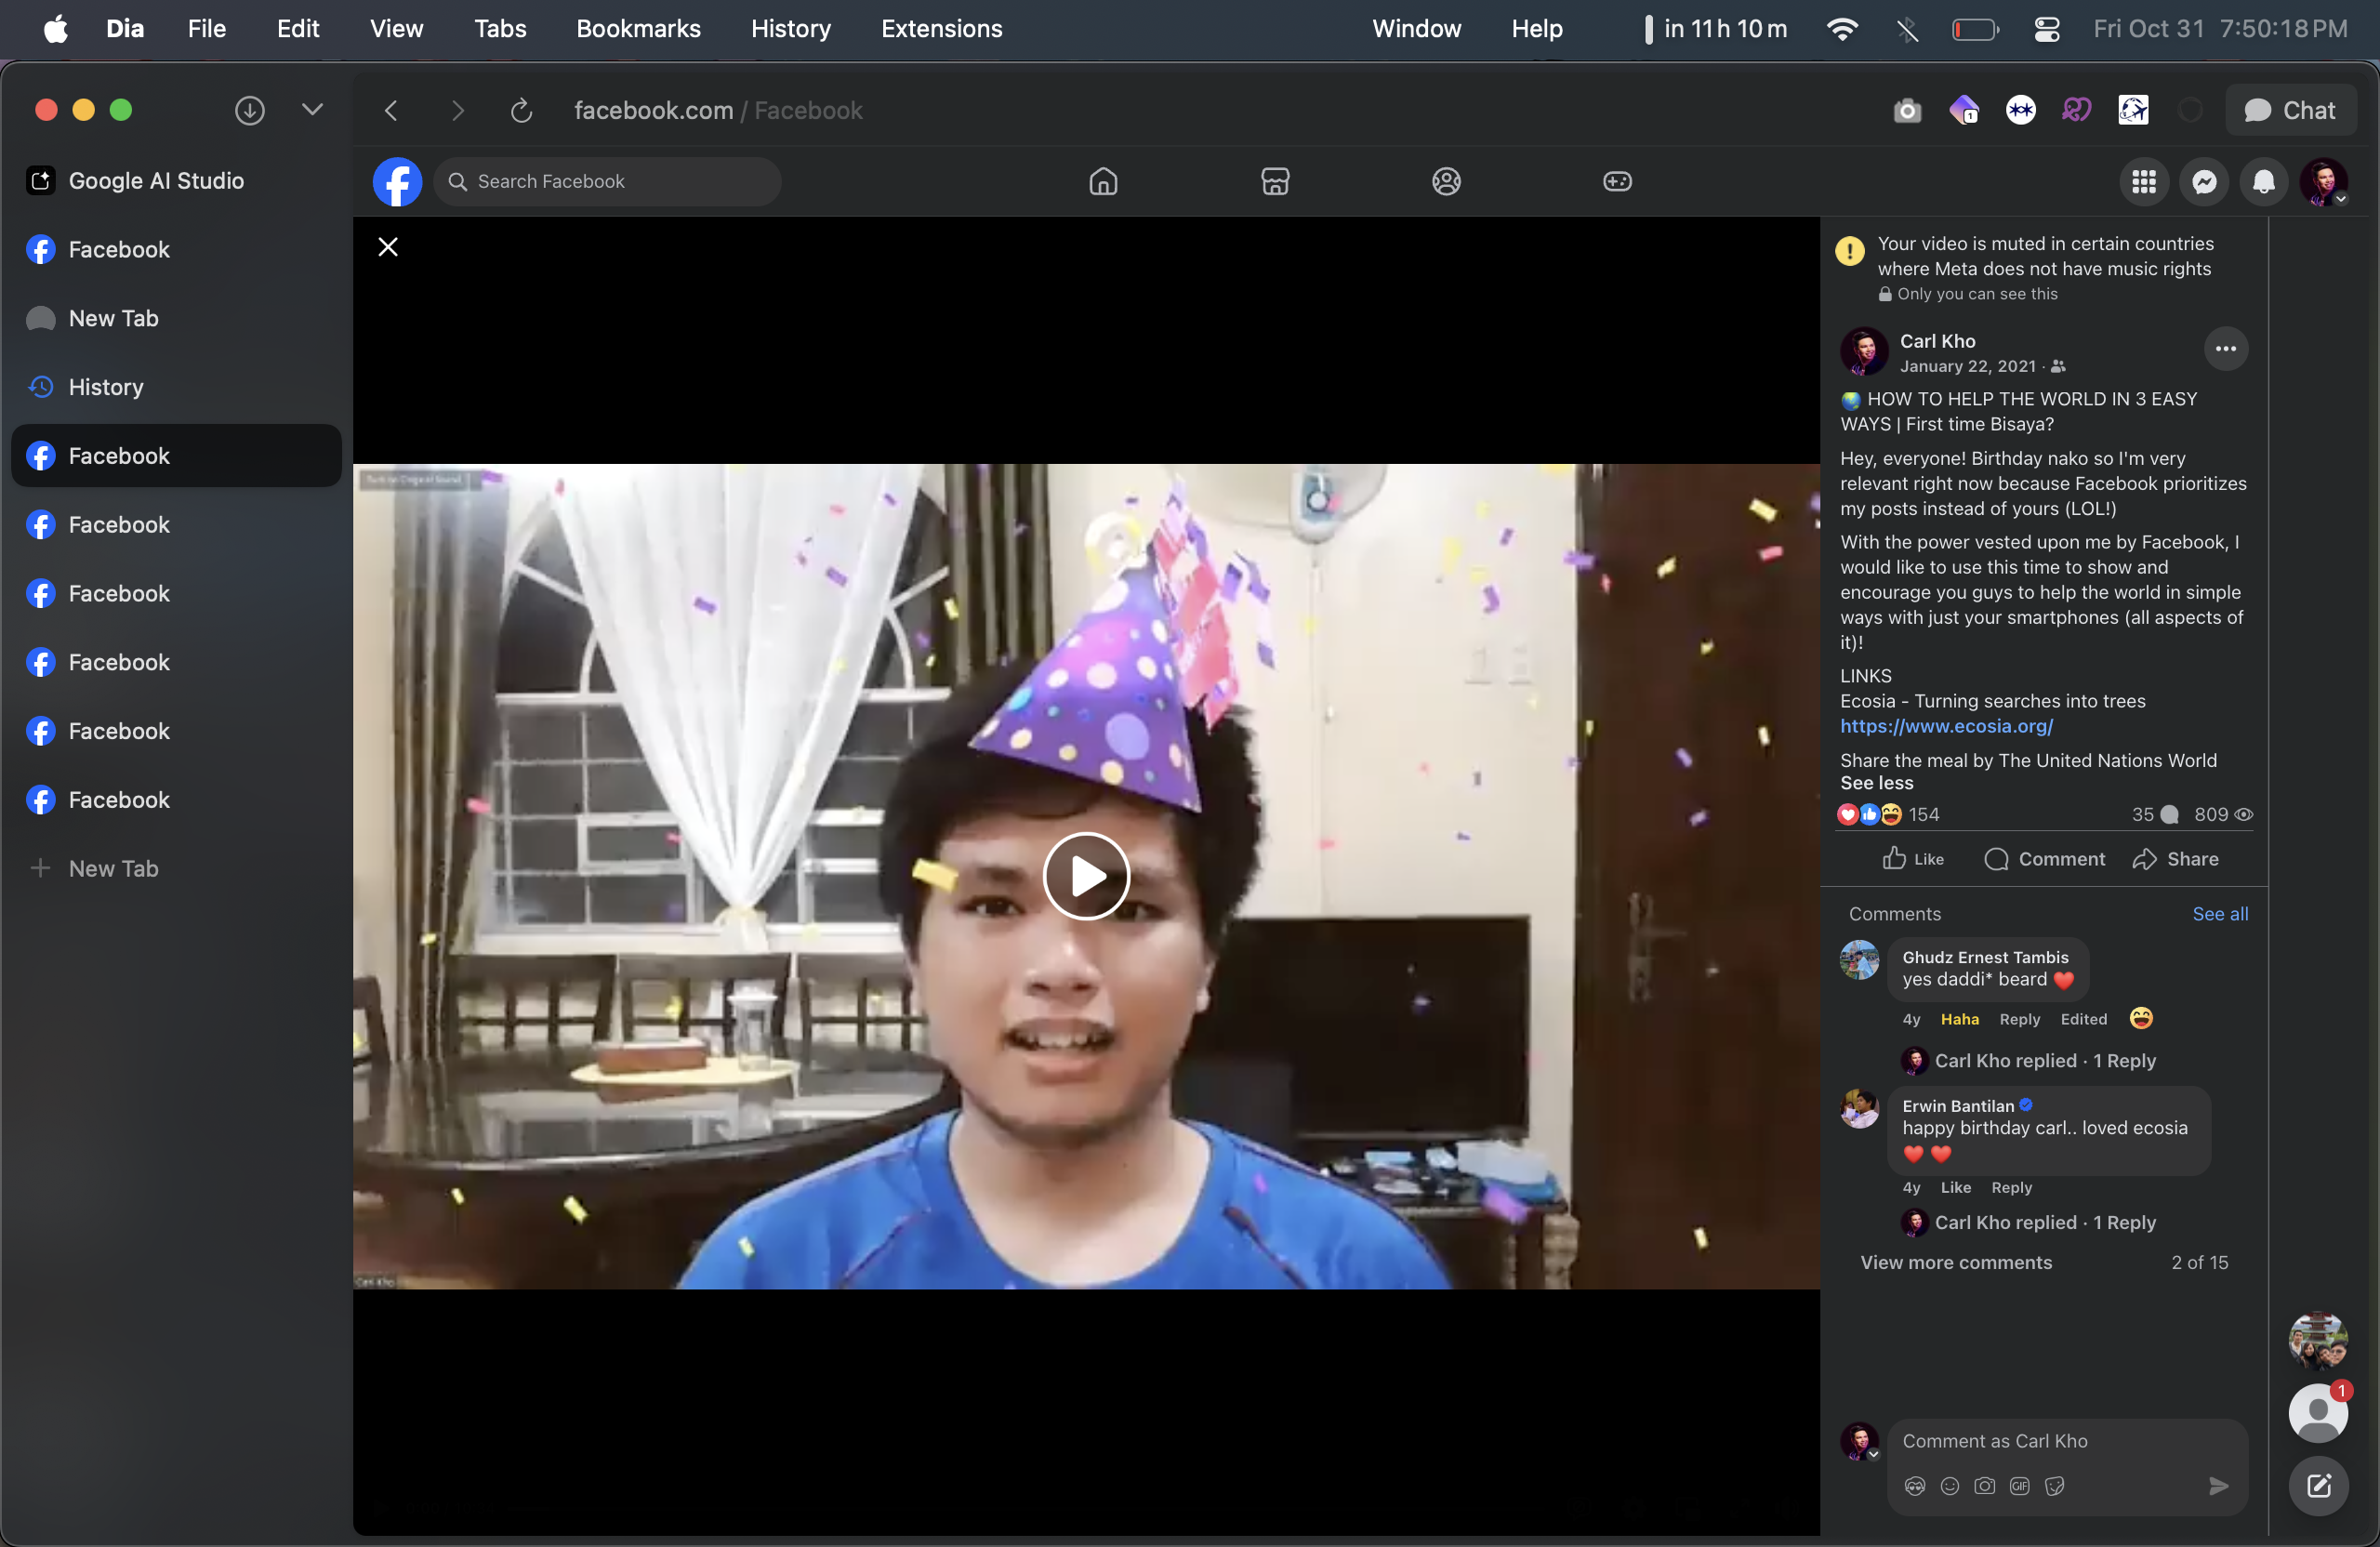 Dia File Edit View Tabs Bookmarks History Extensions Window Help in 11h 10m Fri Oct 31 7:50:18PM
facebook.com / Facebook
1
Chat
Google AI Studio
Facebook
New Tab
History
Facebook
Facebook
Facebook
Facebook
Facebook
Facebook
New Tab
Search Facebook
Your video is muted in certain countries
where Meta does not have music rights
Only you can see this
Carl Kho
January 22, 2021 ·
HOW TO HELP THE WORLD IN 3 EASY
WAYS | First time Bisaya?
Hey, everyone! Birthday nako so I'm very
relevant right now because Facebook prioritizes
my posts instead of yours (LOL!)
With the power vested upon me by Facebook, I
would like to use this time to show and
encourage you guys to help the world in simple
ways with just your smartphones (all aspects of
it)!
LINKS
Ecosia - Turning searches into trees
https://www.ecosia.org/
Share the meal by The United Nations World
See less
154 35 809
Like Comment Share
Comments See all
Ghudz Ernest Tambis
yes daddi* beard ❤️
4y Haha Reply Edited
Carl Kho replied · 1 Reply
Erwin Bantilan
happy birthday carl.. loved ecosia
❤️ ❤️
4y Like Reply
Carl Kho replied · 1 Reply
View more comments 2 of 15
1
Comment as Carl Kho
GIF
Carl Kho